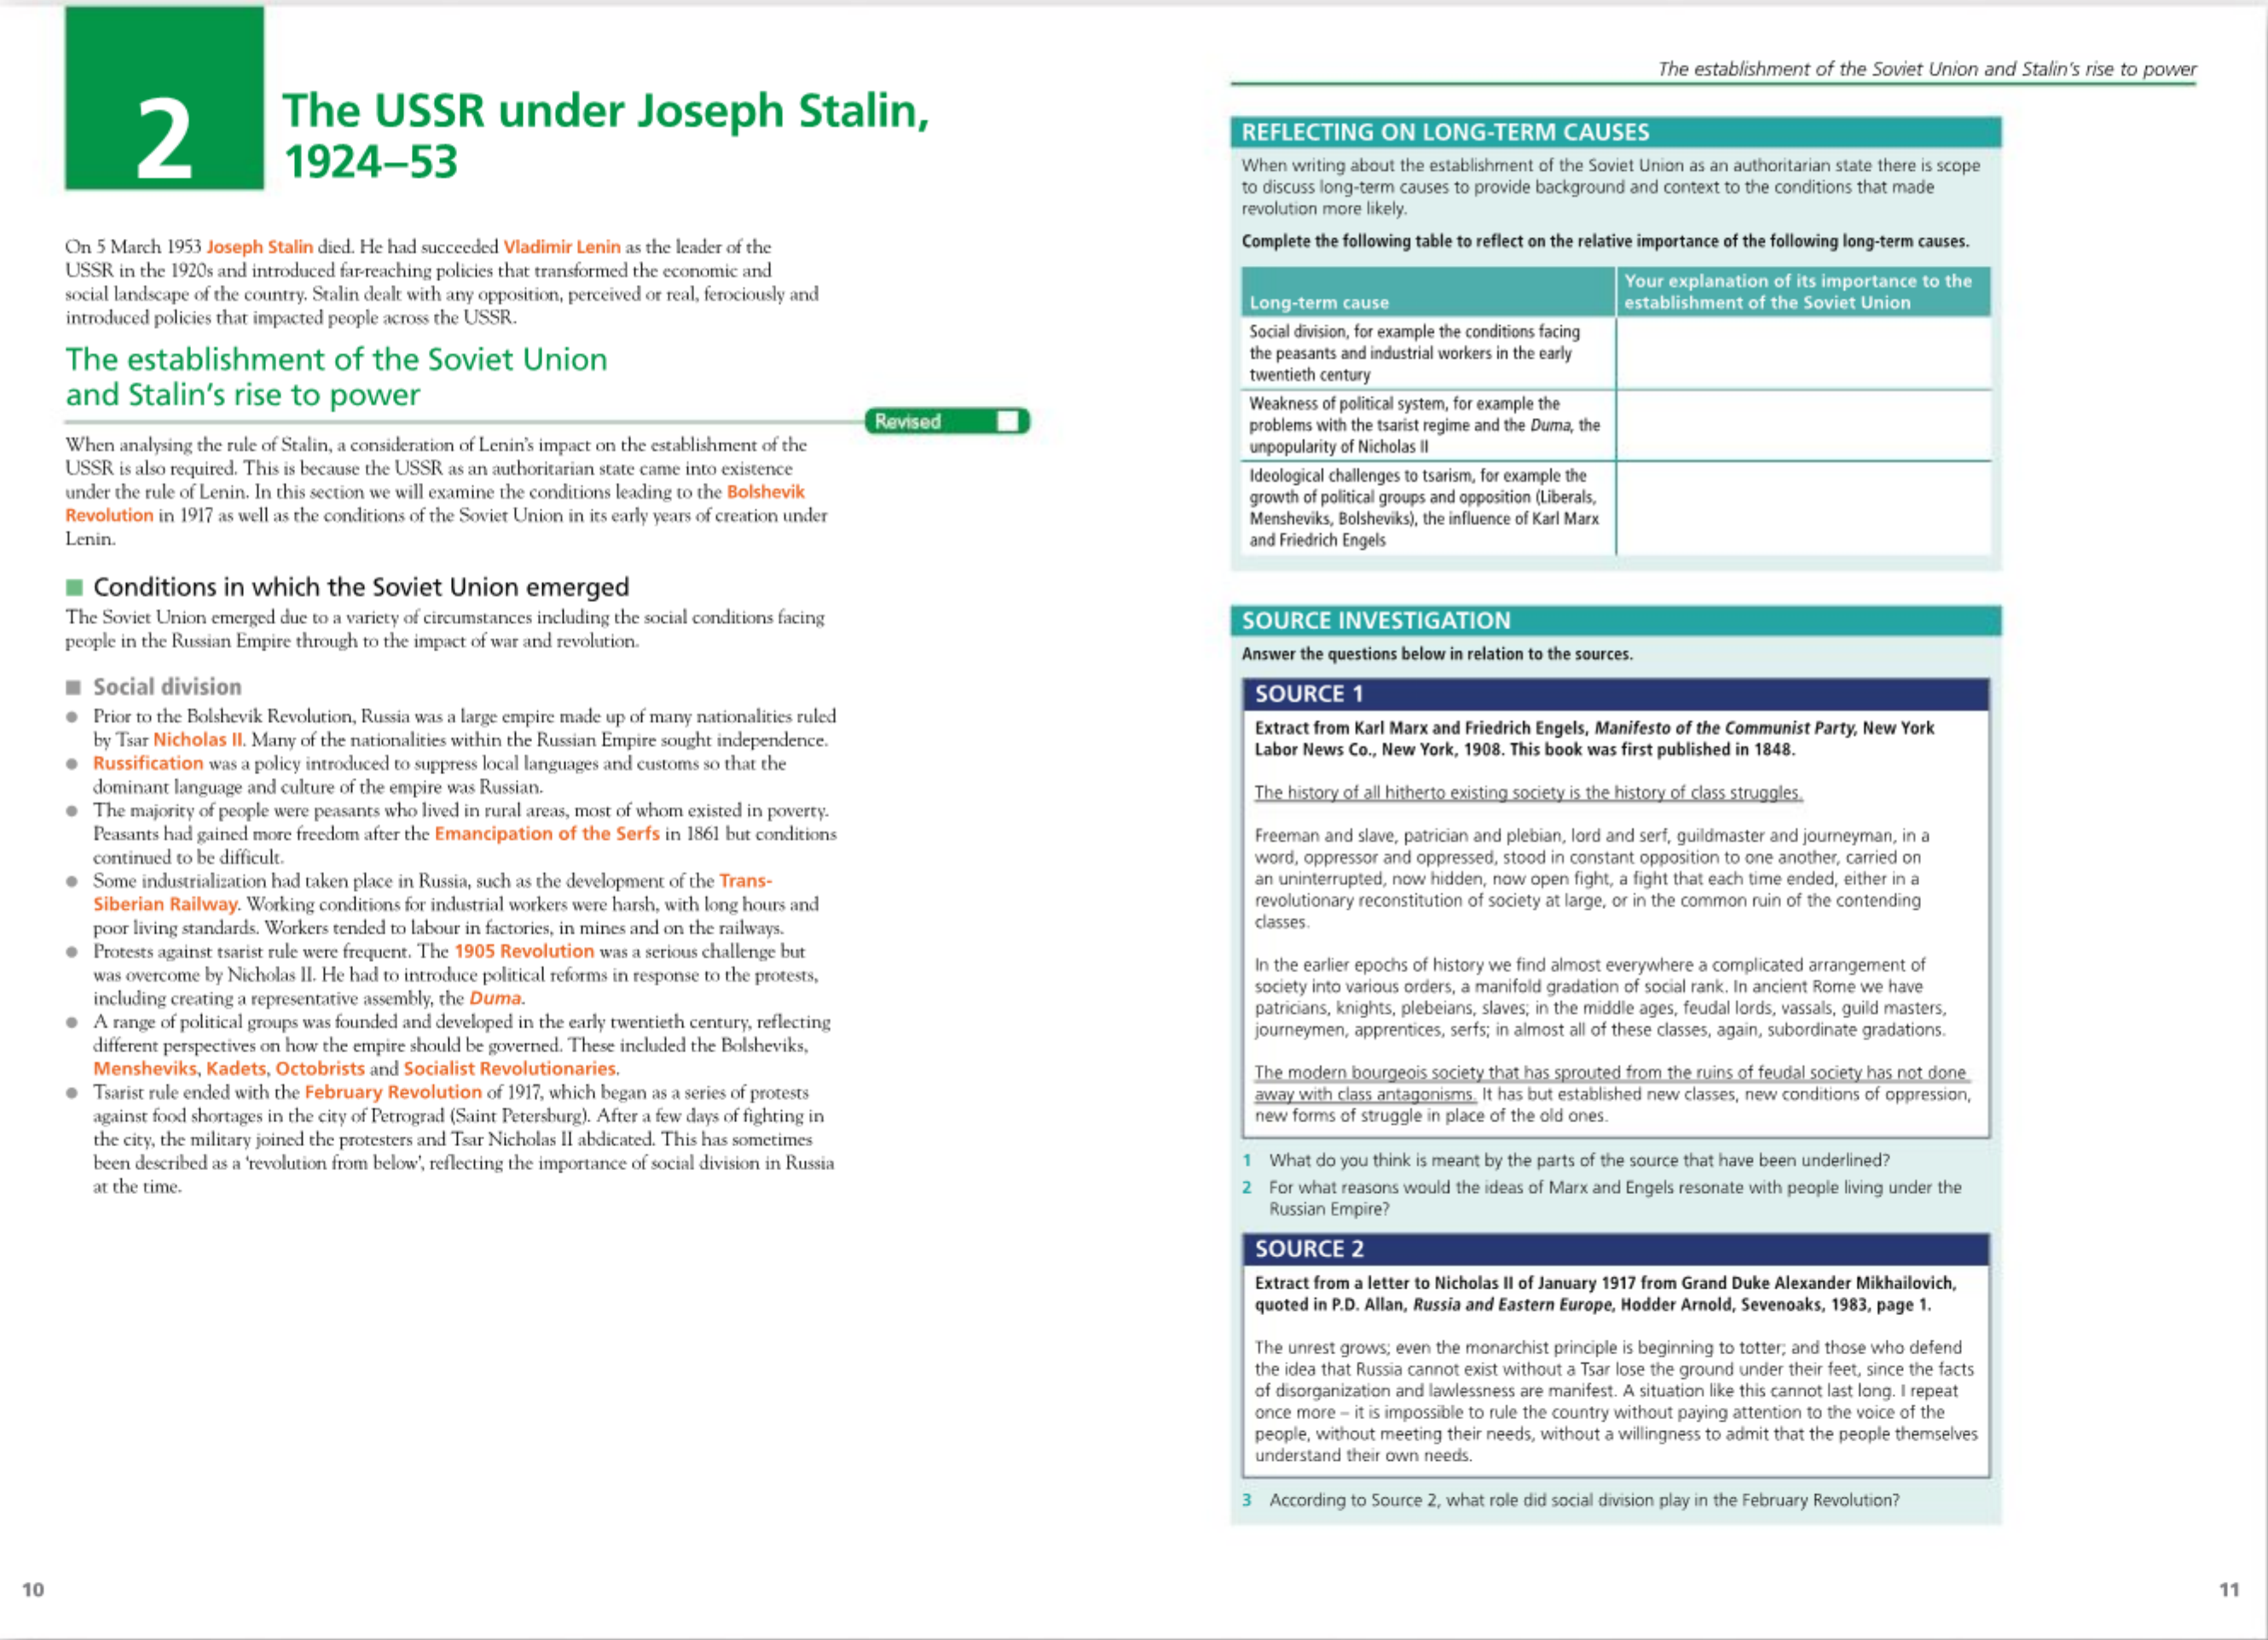 2
The USSR under Joseph Stalin,
1924–53
On 5 March 1953 Joseph Stalin died. He had succeeded Vladimir Lenin as the leader of the
USSR in the 1920s and introduced far-reaching policies that transformed the economic and
social landscape of the country. Stalin dealt with any opposition, perceived or real, ferociously and
introduced policies that impacted people across the USSR.
The establishment of the Soviet Union
and Stalin's rise to power
Revised
When analysing the rule of Stalin, a consideration of Lenin's impact on the establishment of the
USSR is also required. This is because the USSR as an authoritarian state came into existence
under the rule of Lenin. In this section we will examine the conditions leading to the Bolshevik
Revolution in 1917 as well as the conditions of the Soviet Union in its early years of creation under
Lenin.
■ Conditions in which the Soviet Union emerged
The Soviet Union emerged due to a variety of circumstances including the social conditions facing
people in the Russian Empire through to the impact of war and revolution.
■ Social division
● Prior to the Bolshevik Revolution, Russia was a large empire made up of many nationalities ruled
by Tsar Nicholas II. Many of the nationalities within the Russian Empire sought independence.
● Russification was a policy introduced to suppress local languages and customs so that the
dominant language and culture of the empire was Russian.
● The majority of people were peasants who lived in rural areas, most of whom existed in poverty.
Peasants had gained more freedom after the Emancipation of the Serfs in 1861 but conditions
continued to be difficult.
● Some industrialization had taken place in Russia, such as the development of the Trans-
Siberian Railway. Working conditions for industrial workers were harsh, with long hours and
poor living standards. Workers tended to labour in factories, in mines and on the railways.
● Protests against tsarist rule were frequent. The 1905 Revolution was a serious challenge but
was overcome by Nicholas II. He had to introduce political reforms in response to the protests,
including creating a representative assembly, the Duma.
● A range of political groups was founded and developed in the early twentieth century, reflecting
different perspectives on how the empire should be governed. These included the Bolsheviks,
Mensheviks, Kadets, Octobrists and Socialist Revolutionaries.
● Tsarist rule ended with the February Revolution of 1917, which began as a series of protests
against food shortages in the city of Petrograd (Saint Petersburg). After a few days of fighting in
the city, the military joined the protesters and Tsar Nicholas II abdicated. This has sometimes
been described as a 'revolution from below', reflecting the importance of social division in Russia
at the time.
10
The establishment of the Soviet Union and Stalin's rise to power
REFLECTING ON LONG-TERM CAUSES
When writing about the establishment of the Soviet Union as an authoritarian state there is scope
to discuss long-term causes to provide background and context to the conditions that made
revolution more likely.
Complete the following table to reflect on the relative importance of the following long-term causes.
Long-term cause
Your explanation of its importance to the
establishment of the Soviet Union
Social division, for example the conditions facing
the peasants and industrial workers in the early
twentieth century
Weakness of political system, for example the
problems with the tsarist regime and the Duma, the
unpopularity of Nicholas II
Ideological challenges to tsarism, for example the
growth of political groups and opposition (Liberals,
Mensheviks, Bolsheviks), the influence of Karl Marx
and Friedrich Engels
SOURCE INVESTIGATION
Answer the questions below in relation to the sources.
SOURCE 1
Extract from Karl Marx and Friedrich Engels, Manifesto of the Communist Party, New York
Labor News Co., New York, 1908. This book was first published in 1848.
The history of all hitherto existing society is the history of class struggles.
Freeman and slave, patrician and plebian, lord and serf, guildmaster and journeyman, in a
word, oppressor and oppressed, stood in constant opposition to one another, carried on
an uninterrupted, now hidden, now open fight, a fight that each time ended, either in a
revolutionary reconstitution of society at large, or in the common ruin of the contending
classes.
In the earlier epochs of history we find almost everywhere a complicated arrangement of
society into various orders, a manifold gradation of social rank. In ancient Rome we have
patricians, knights, plebeians, slaves; in the middle ages, feudal lords, vassals, guild masters,
journeymen, apprentices, serfs; in almost all of these classes, again, subordinate gradations.
The modern bourgeois society that has sprouted from the ruins of feudal society has not done
away with class antagonisms. It has but established new classes, new conditions of oppression,
new forms of struggle in place of the old ones.
1 What do you think is meant by the parts of the source that have been underlined?
2 For what reasons would the ideas of Marx and Engels resonate with people living under the
Russian Empire?
SOURCE 2
Extract from a letter to Nicholas II of January 1917 from Grand Duke Alexander Mikhailovich,
quoted in P.D. Allan, Russia and Eastern Europe, Hodder Arnold, Sevenoaks, 1983, page 1.
The unrest grows; even the monarchist principle is beginning to totter; and those who defend
the idea that Russia cannot exist without a Tsar lose the ground under their feet, since the facts
of disorganization and lawlessness are manifest. A situation like this cannot last long. I repeat
once more – it is impossible to rule the country without paying attention to the voice of the
people, without meeting their needs, without a willingness to admit that the people themselves
understand their own needs.
3 According to Source 2, what role did social division play in the February Revolution?
11